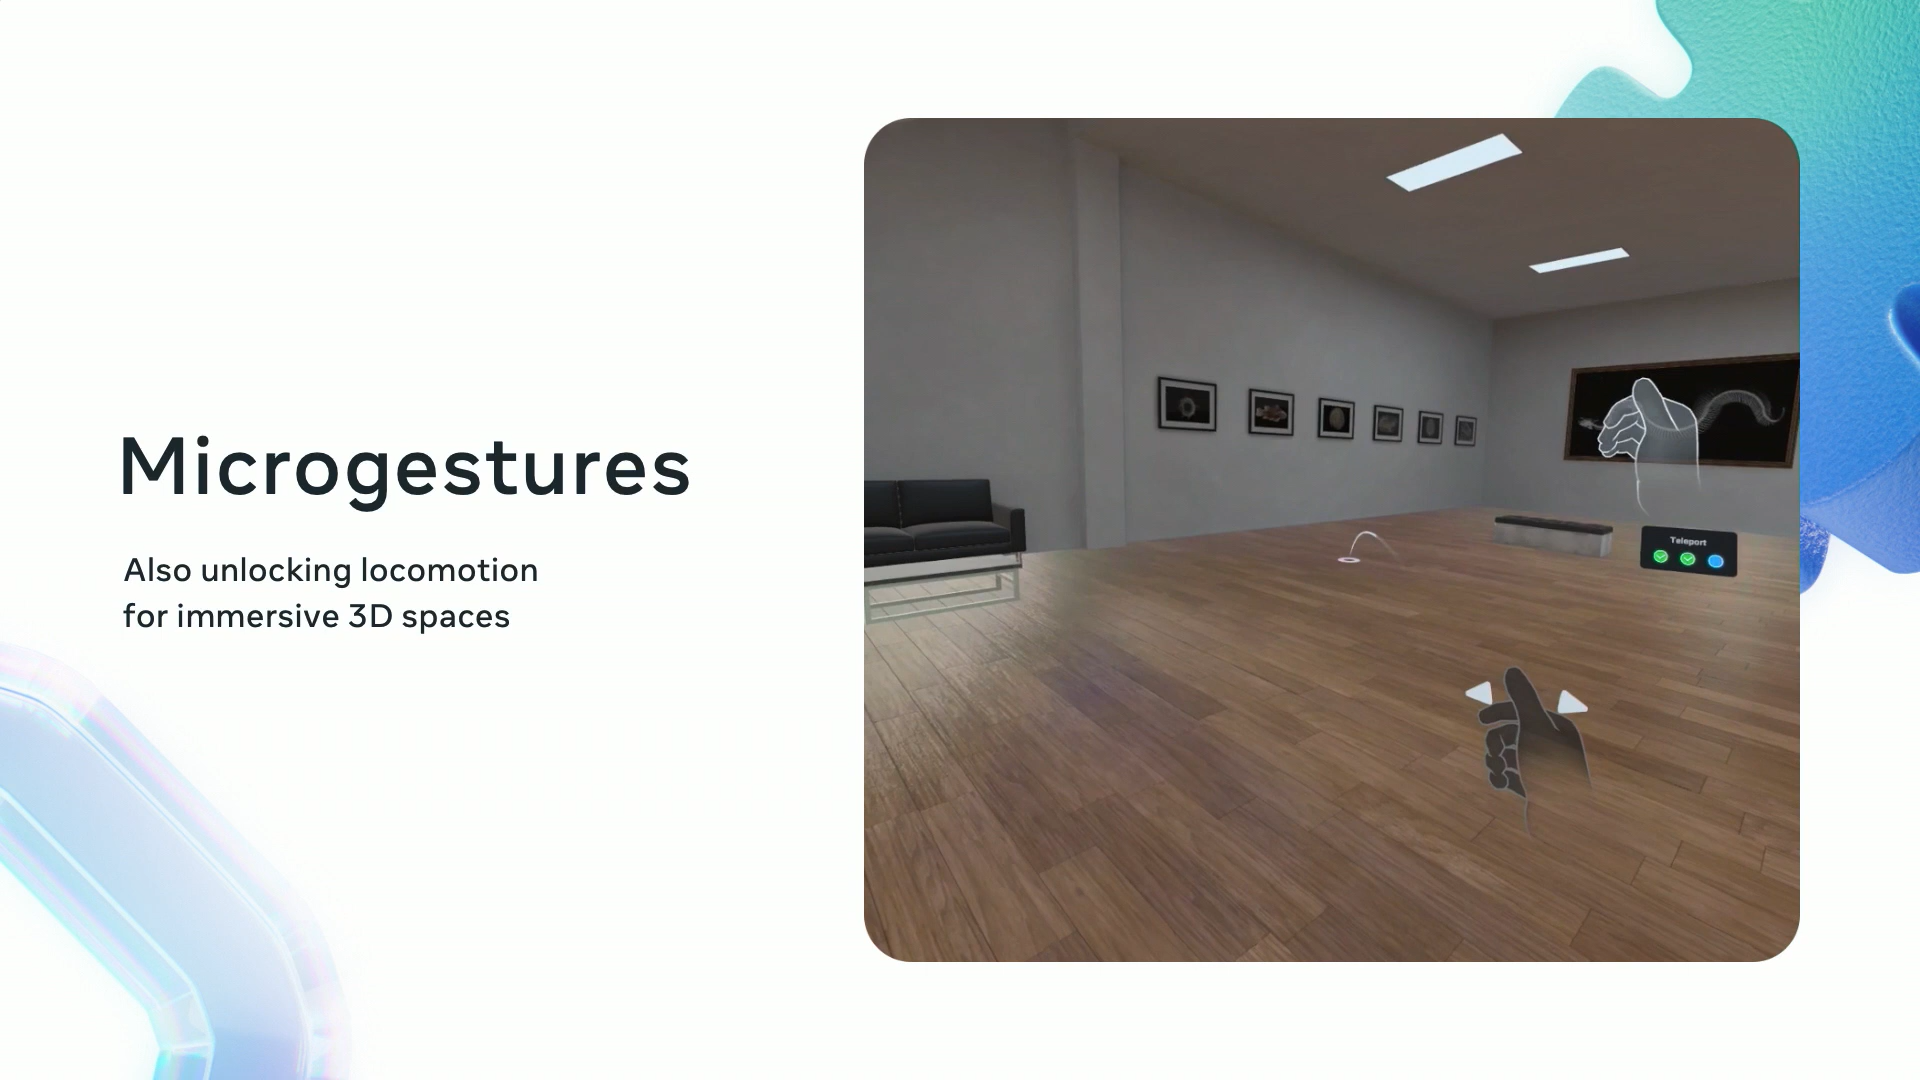 Microgestures
Also unlocking locomotion
for immersive 3D spaces
Teleport